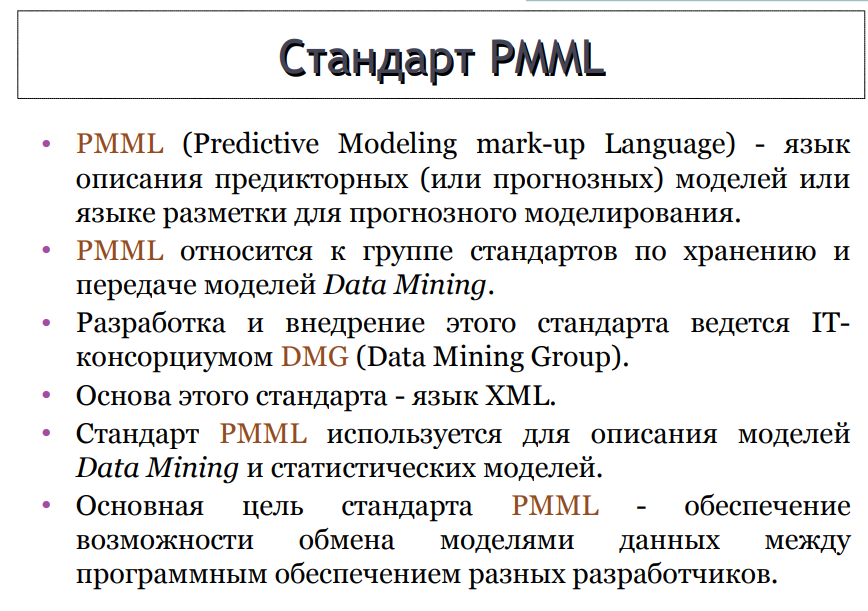 Стандарт PMML
• PMML (Predictive Modeling mark-up Language) - язык
описания предикторных (или прогнозных) моделей или
языке разметки для прогнозного моделирования.
• PMML относится к группе стандартов по хранению и
передаче моделей Data Mining.
• Разработка и внедрение этого стандарта ведется IT-
консорциумом DMG (Data Mining Group).
• Основа этого стандарта - язык XML.
• Стандарт PMML используется для описания моделей
Data Mining и статистических моделей.
• Основная цель стандарта PMML - обеспечение
возможности обмена моделями данных между
программным обеспечением разных разработчиков.